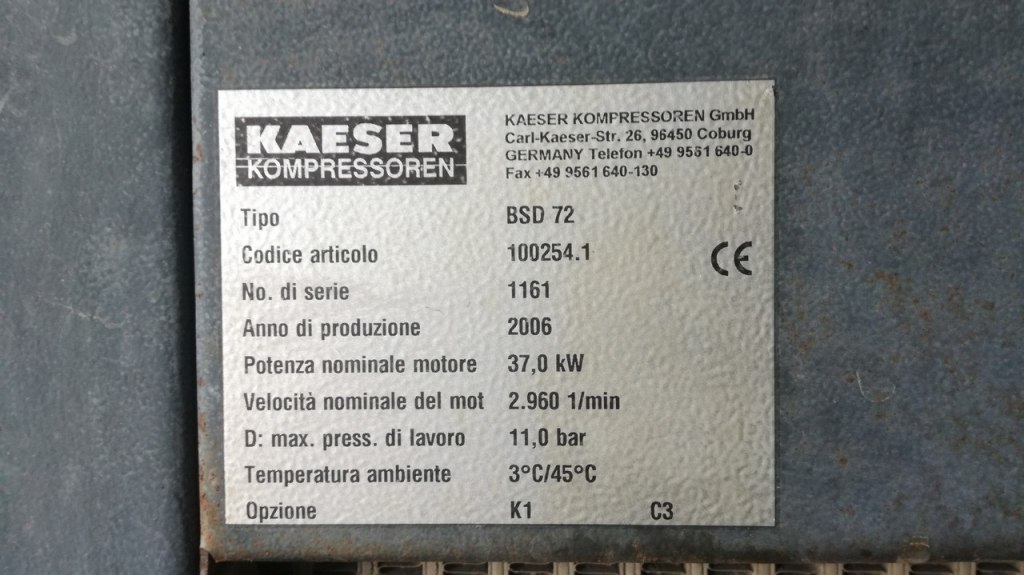 KAESER
KOMPRESSOREN
KAESER KOMPRESSOREN GmbH
Carl-Kaeser-Str. 26, 96450 Coburg
GERMANY Telefon +49 9561 640-0
Fax +49 9561 640-130
Tipo BSD 72
Codice articolo 100254.1
CE
No. di serie 1161
Anno di produzione 2006
Potenza nominale motore 37,0 kW
Velocità nominale del mot 2.960 1/min
D: max. press. di lavoro 11,0 bar
Temperatura ambiente 3°C/45°C
Opzione K1 C3